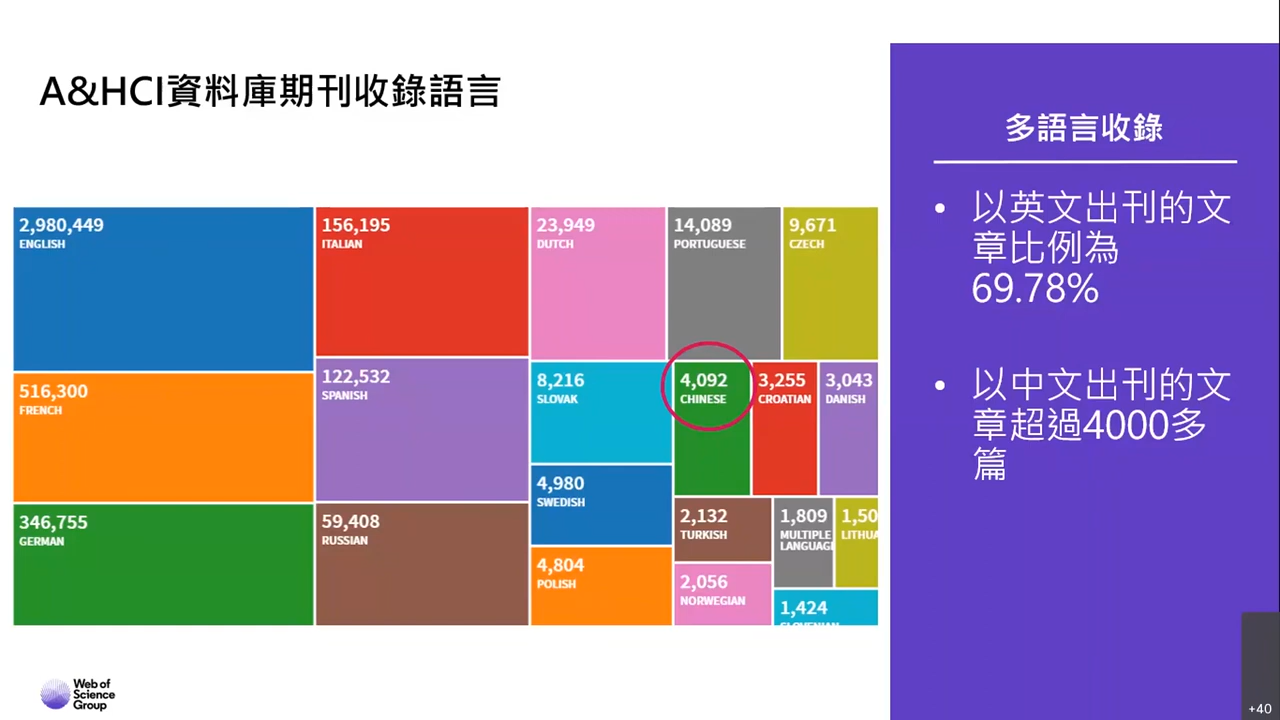 A&HCI資料庫期刊收錄語言
2,980,449
ENGLISH
516,300
FRENCH
346,755
GERMAN
156,195
ITALIAN
122,532
SPANISH
59,408
RUSSIAN
23,949
DUTCH
14,089
PORTUGUESE
9,671
CZECH
8,216
SLOVAK
4,980
SWEDISH
4,804
POLISH
4,092
CHINESE
3,255
CROATIAN
3,043
DANISH
2,132
TURKISH
2,056
NORWEGIAN
1,809
MULTIPLE
LANGUAG
1,50
LITHUA
1,424
多語言收錄
• 以英文出刊的文
章比例為
69.78%
• 以中文出刊的文
章超過4000多
篇
Web of
Science
Group
+40